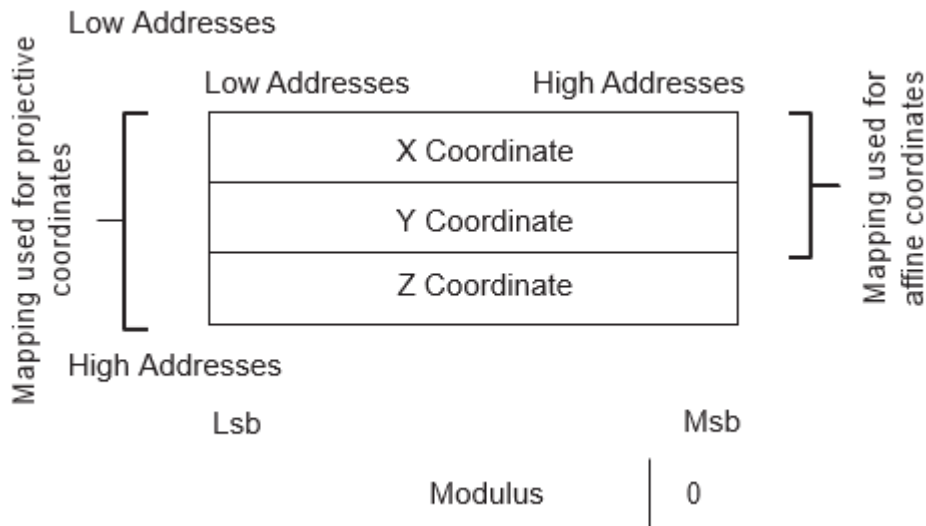 Low Addresses
Low Addresses High Addresses
Mapping used for projective
coordinates
X Coordinate
Y Coordinate
Z Coordinate
Mapping used for
affine coordinates
High Addresses
Lsb Msb
Modulus 0